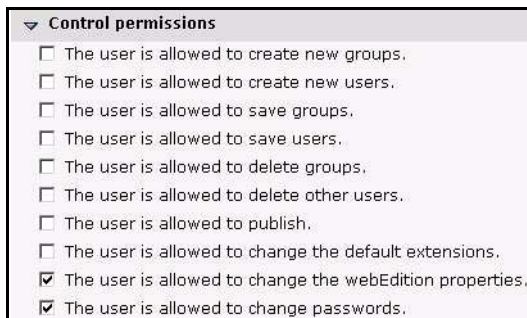 Control permissions
The user is allowed to create new groups.
The user is allowed to create new users.
The user is allowed to save groups.
The user is allowed to save users.
The user is allowed to delete groups.
The user is allowed to delete other users.
The user is allowed to publish.
The user is allowed to change the default extensions.
The user is allowed to change the webEdition properties.
The user is allowed to change passwords.